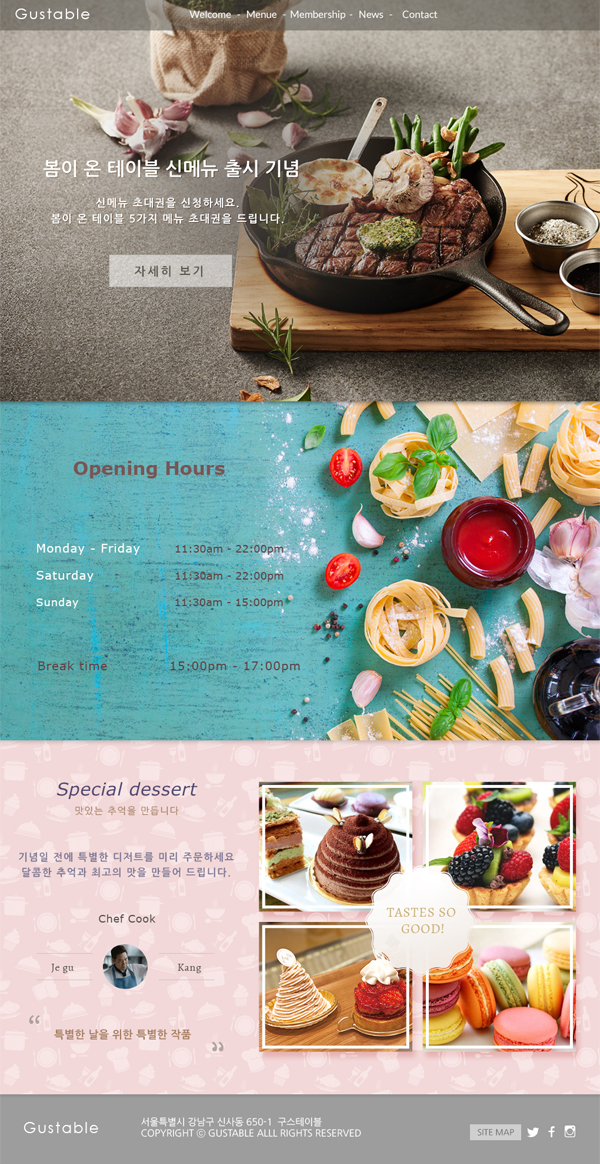 Gustable
Welcome - Menue - Membership - News - Contact
봄이 온 테이블 신메뉴 출시 기념
신메뉴 초대권을 신청하세요.
봄이 온 테이블 5가지 메뉴 초대권을 드립니다.
자세히 보기
Opening Hours
Monday - Friday 11:30am - 22:00pm
Saturday 11:30am - 22:00pm
Sunday 11:30am - 15:00pm
Break time 15:00pm - 17:00pm
Special dessert
맛있는 추억을 만듭니다
기념일 전에 특별한 디저트를 미리 주문하세요
달콤한 추억과 최고의 맛을 만들어 드립니다.
Chef Cook
Je gu Kang
“ 특별한 날을 위한 특별한 작품 ”
TASTES SO
GOOD!
Gustable
서울특별시 강남구 신사동 650-1 구스테이블
COPYRIGHT ⓒ GUSTABLE ALLL RIGHTS RESERVED
SITE MAP